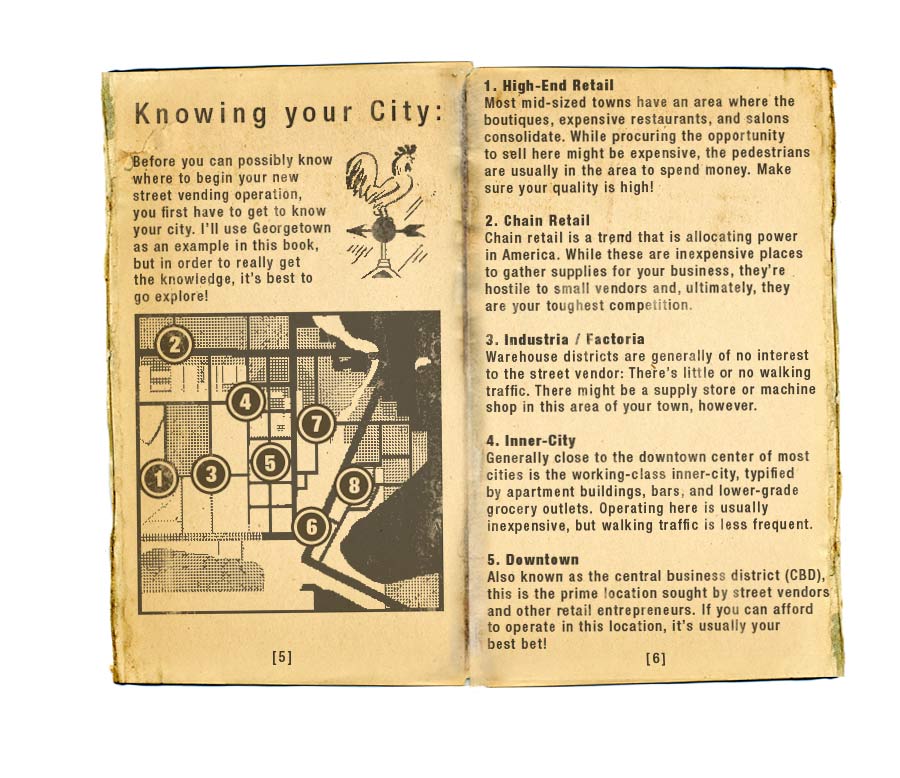 Knowing your City:
Before you can possibly know
where to begin your new
street vending operation,
you first have to get to know
your city. I'll use Georgetown
as an example in this book,
but in order to really get
the knowledge, it's best to
go explore!
2
4
7
5
1
3
8
6
[5]
1. High-End Retail
Most mid-sized towns have an area where the
boutiques, expensive restaurants, and salons
consolidate. While procuring the opportunity
to sell here might be expensive, the pedestrians
are usually in the area to spend money. Make
sure your quality is high!
2. Chain Retail
Chain retail is a trend that is allocating power
in America. While these are inexpensive places
to gather supplies for your business, they're
hostile to small vendors and, ultimately, they
are your toughest competition.
3. Industria / Factoria
Warehouse districts are generally of no interest
to the street vendor: There's little or no walking
traffic. There might be a supply store or machine
shop in this area of your town, however.
4. Inner-City
Generally close to the downtown center of most
cities is the working-class inner-city, typified
by apartment buildings, bars, and lower-grade
grocery outlets. Operating here is usually
inexpensive, but walking traffic is less frequent.
5. Downtown
Also known as the central business district (CBD),
this is the prime location sought by street vendors
and other retail entrepreneurs. If you can afford
to operate in this location, it's usually your
best bet!
[6]